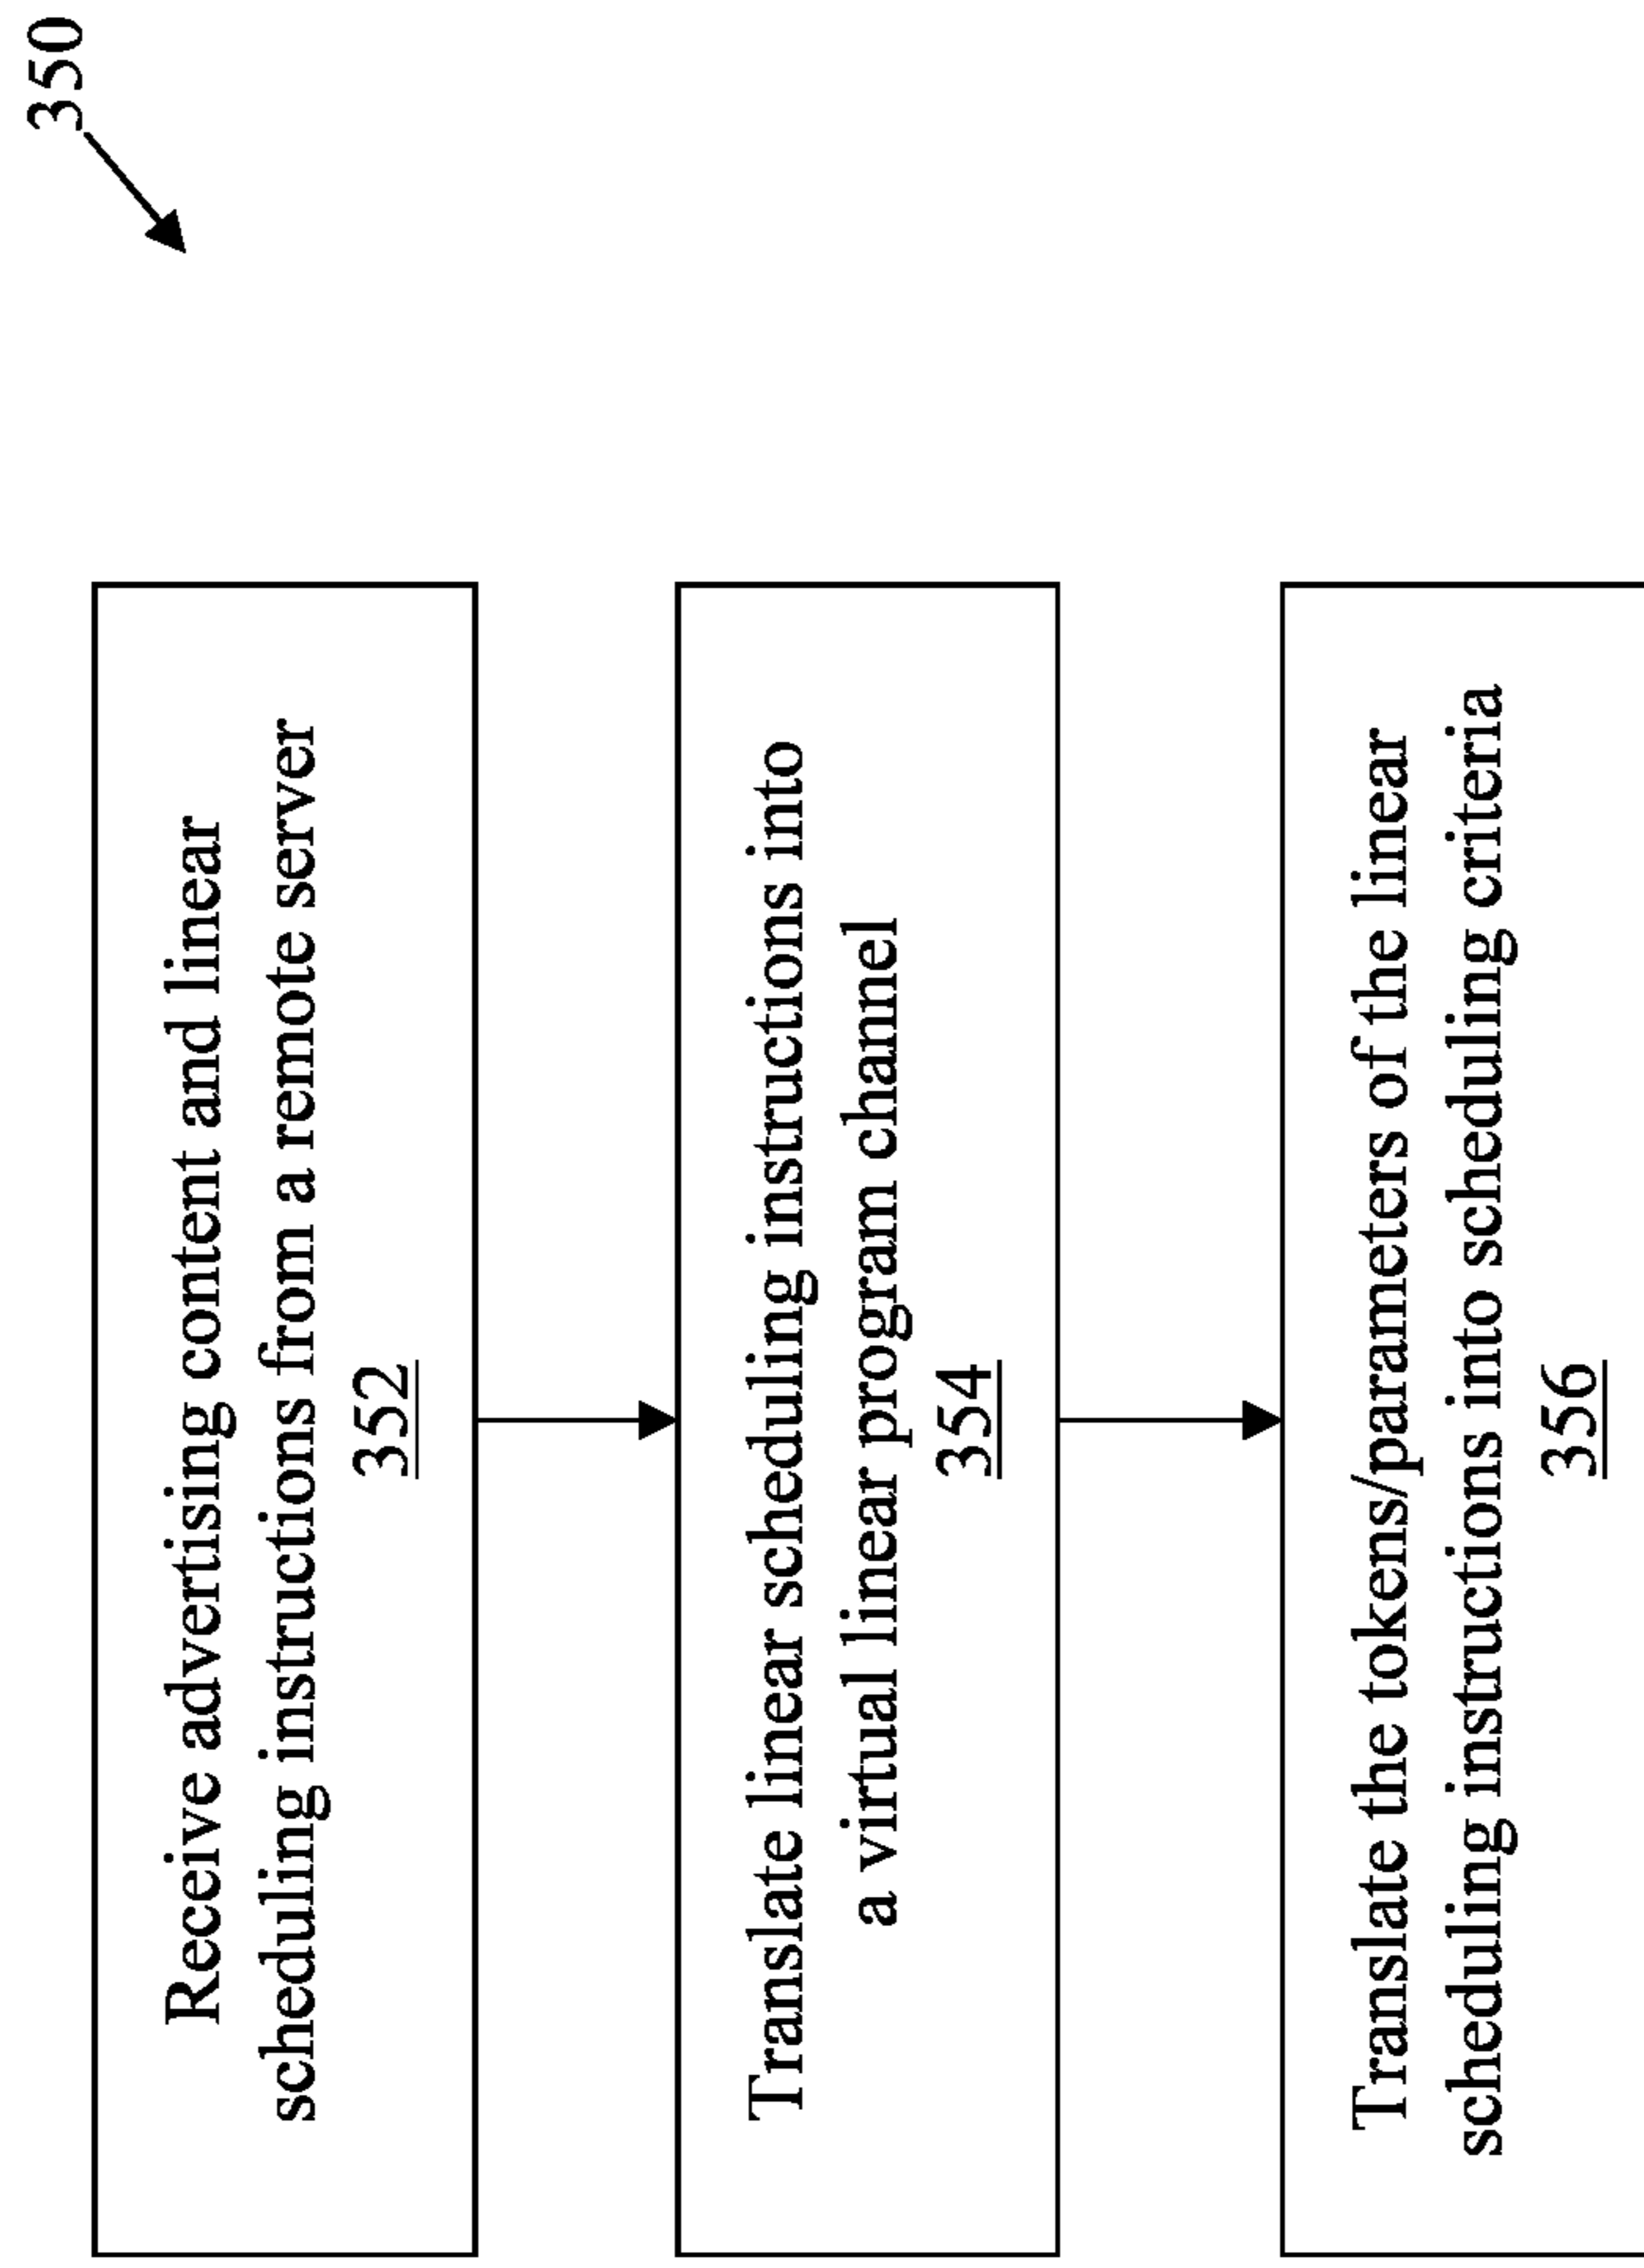 350
Receive advertising content and linear
scheduling instructions from a remote server
352
Translate linear scheduling instructions into
a virtual linear program channel
354
Translate the tokens/parameters of the linear
scheduling instructions into scheduling criteria
356